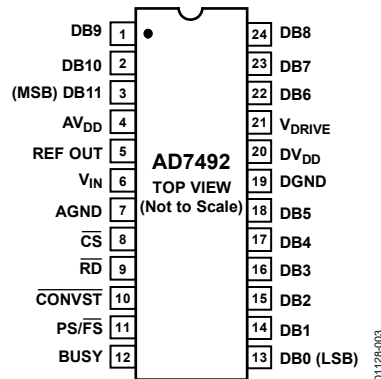 DB9 1 24 DB8
DB10 2 23 DB7
(MSB) DB11 3 22 DB6
AVDD 4 21 VDRIVE
REF OUT 5 20 DVDD
AD7492
VIN 6 19 DGND
TOP VIEW
(Not to Scale)
AGND 7 18 DB5
CS 8 17 DB4
RD 9 16 DB3
CONVST 10 15 DB2
PS/FS 11 14 DB1
BUSY 12 13 DB0 (LSB)
01128-003